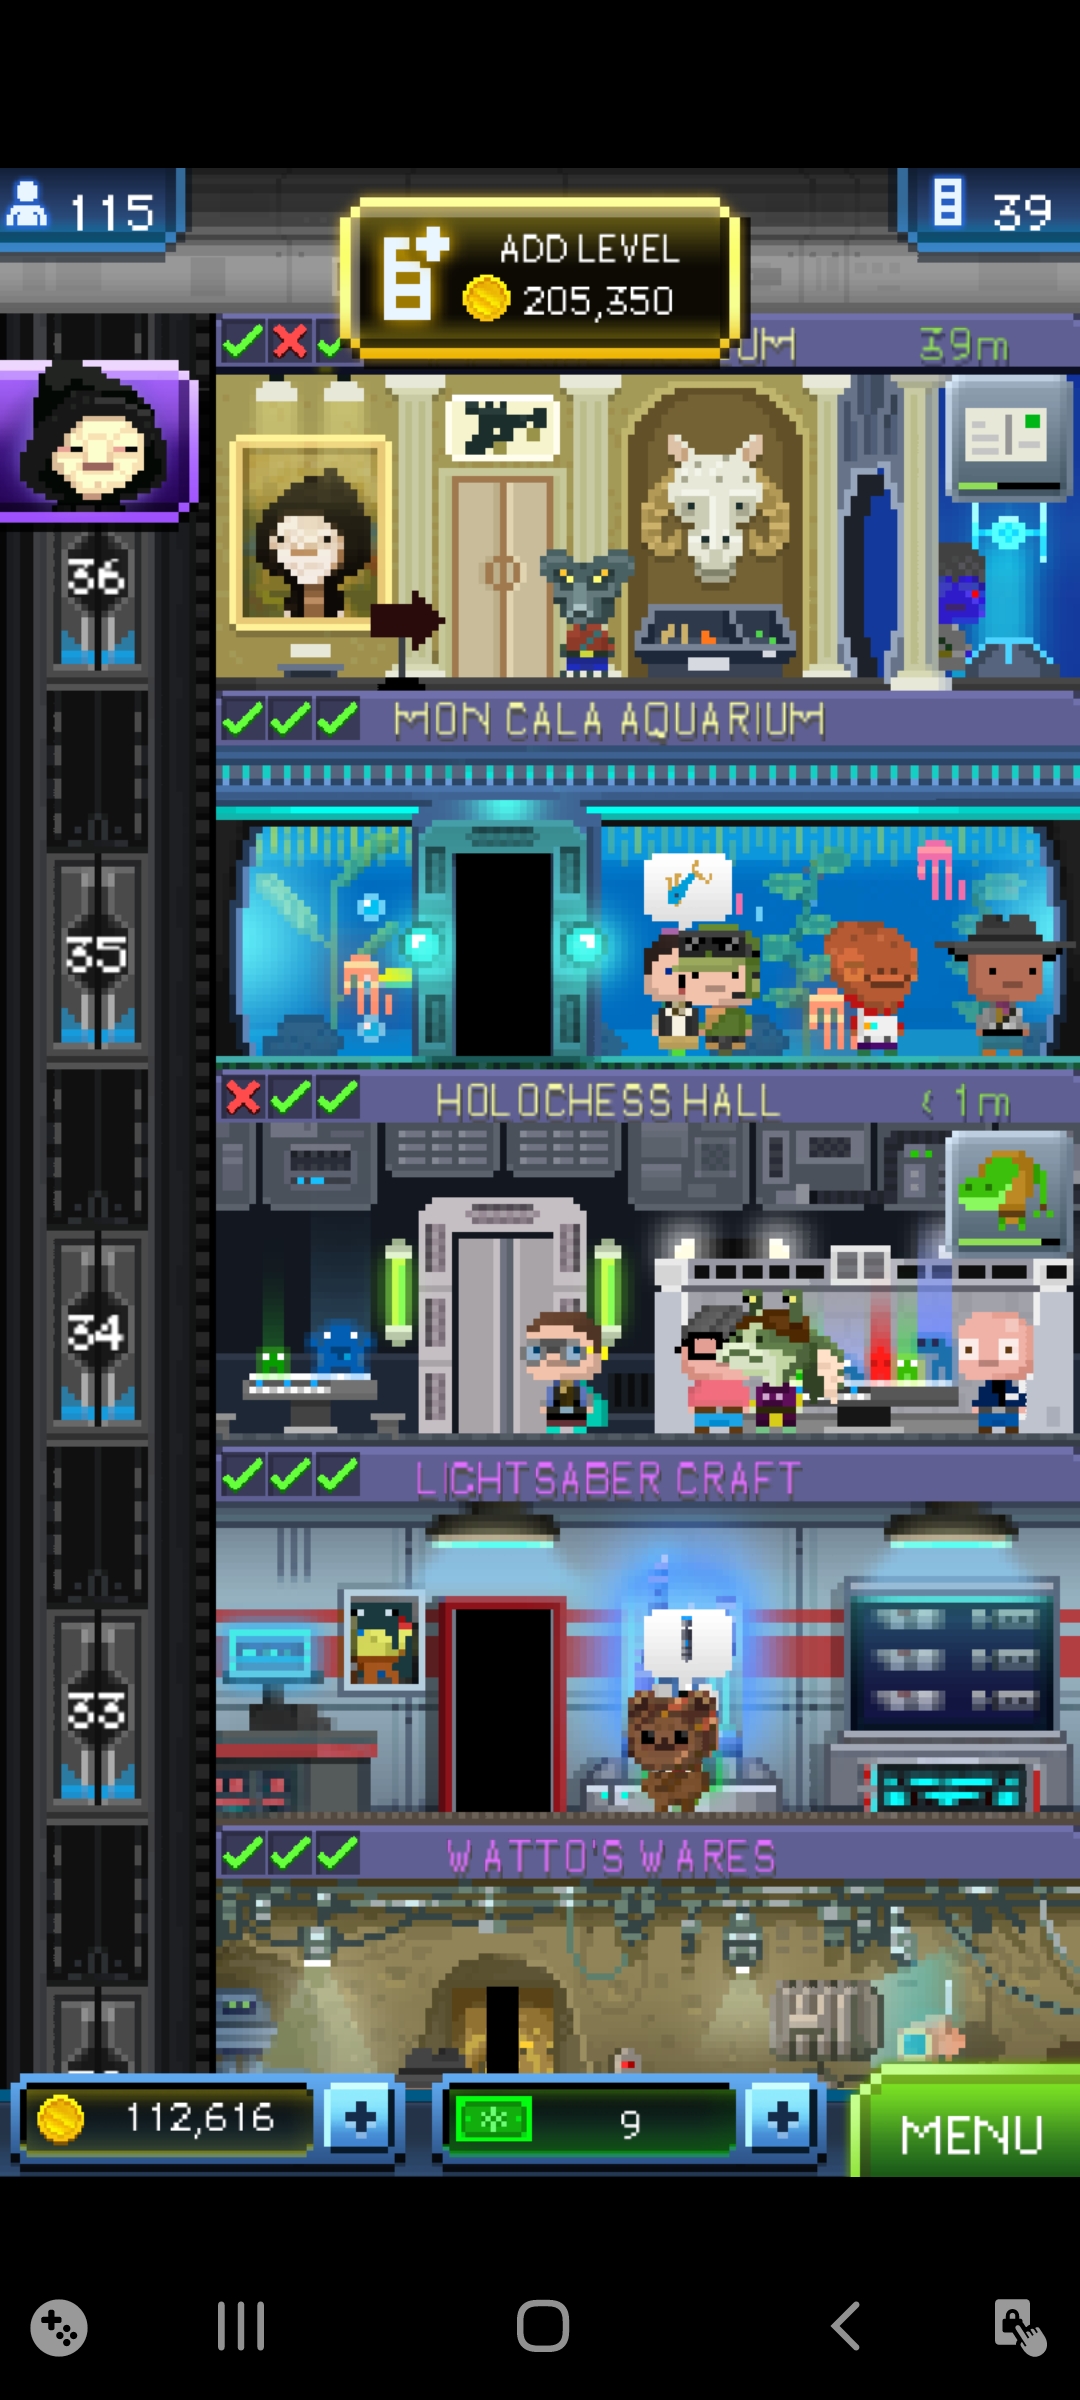 115
39
ADD LEVEL
205,350
UM
39m
36
MON CALA AQUARIUM
35
HOLOCHESS HALL
< 1m
34
LIGHTSABER CRAFT
33
WATTO'S WARES
112,616
9
MENU